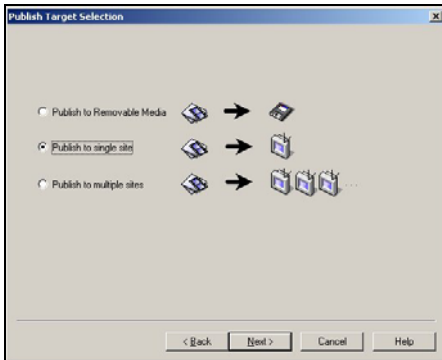 Publish Target Selection
Publish to Removable Media
Publish to single site
Publish to multiple sites
...
< Back
Next >
Cancel
Help